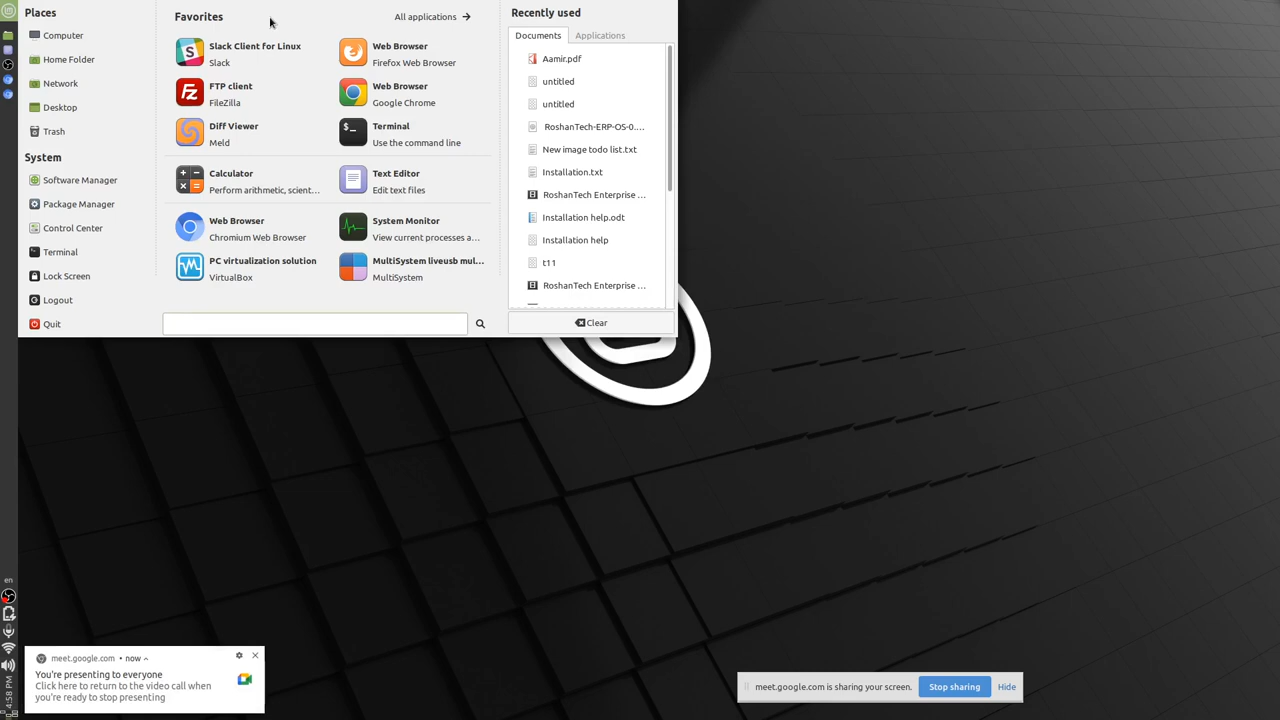 Places
Computer
Home Folder
Network
Desktop
Trash
System
Software Manager
Package Manager
Control Center
Terminal
Lock Screen
Logout
Quit
Favorites
All applications
Slack Client for Linux
Slack
Web Browser
Firefox Web Browser
FTP client
FileZilla
Web Browser
Google Chrome
Diff Viewer
Meld
Terminal
Use the command line
Calculator
Perform arithmetic, scient...
Text Editor
Edit text files
Web Browser
Chromium Web Browser
System Monitor
View current processes a...
PC virtualization solution
VirtualBox
MultiSystem liveusb mul...
MultiSystem
Recently used
Documents
Applications
Aamir.pdf
untitled
untitled
RoshanTech-ERP-OS-0....
New image todo list.txt
Installation.txt
RoshanTech Enterprise ...
Installation help.odt
Installation help
t11
RoshanTech Enterprise ...
Clear
en
4:58 PM
meet.google.com • now
You're presenting to everyone
Click here to return to the video call when
you're ready to stop presenting
meet.google.com is sharing your screen.
Stop sharing
Hide